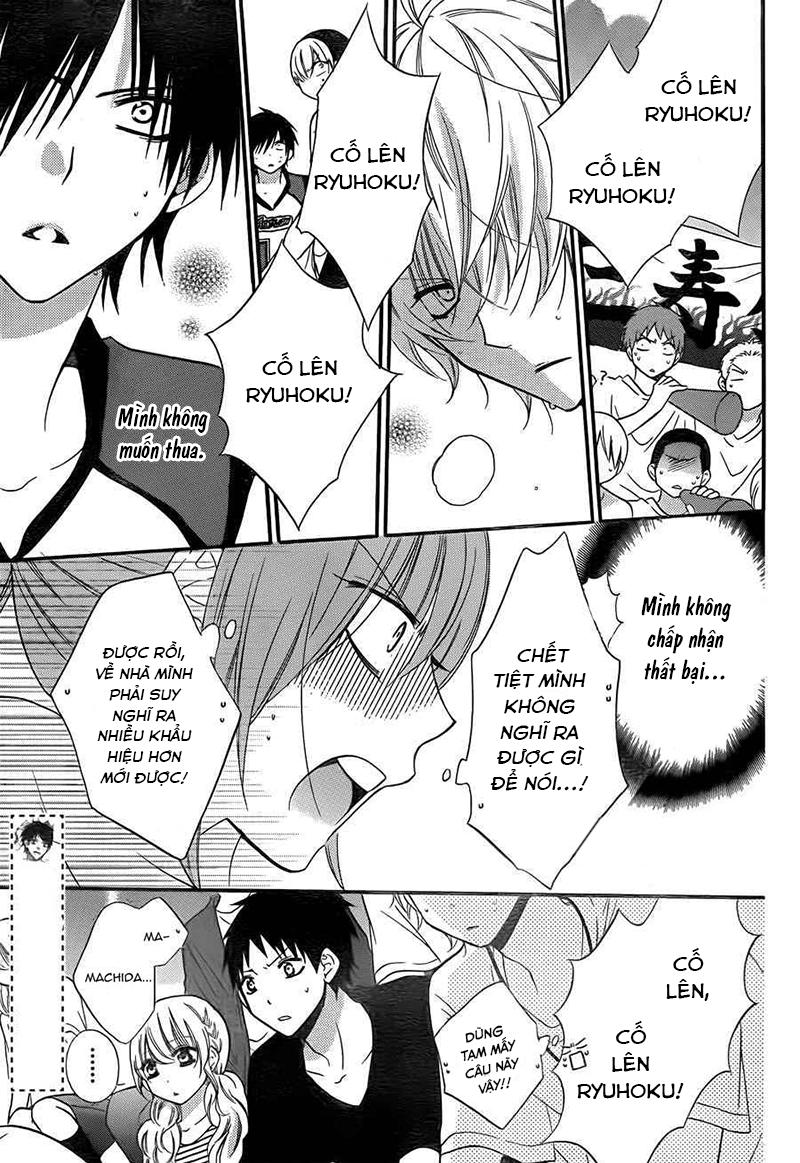 CỐ LÊN
RYUHOKU!
CỐ LÊN
RYUHOKU!
寿
CỐ LÊN
RYUHOKU!
CỐ LÊN
RYUHOKU!
Mình không
muốn thua.
Mình không
chấp nhận
thất bại...
CHẾT
TIỆT MÌNH
KHÔNG
NGHĨ RA
ĐƯỢC GÌ
ĐỂ NÓI...!
ĐƯỢC RỒI,
VỀ NHÀ MÌNH
PHẢI SUY
NGHĨ RA
NHIỀU KHẨU
HIỆU HƠN
MỚI ĐƯỢC!
CỐ
LÊN,
CỐ
LÊN
RYUHOKU!
DÙNG
TẠM MẤY
CÂU NÀY
VẬY!!
MA-
MACHIDA...
......